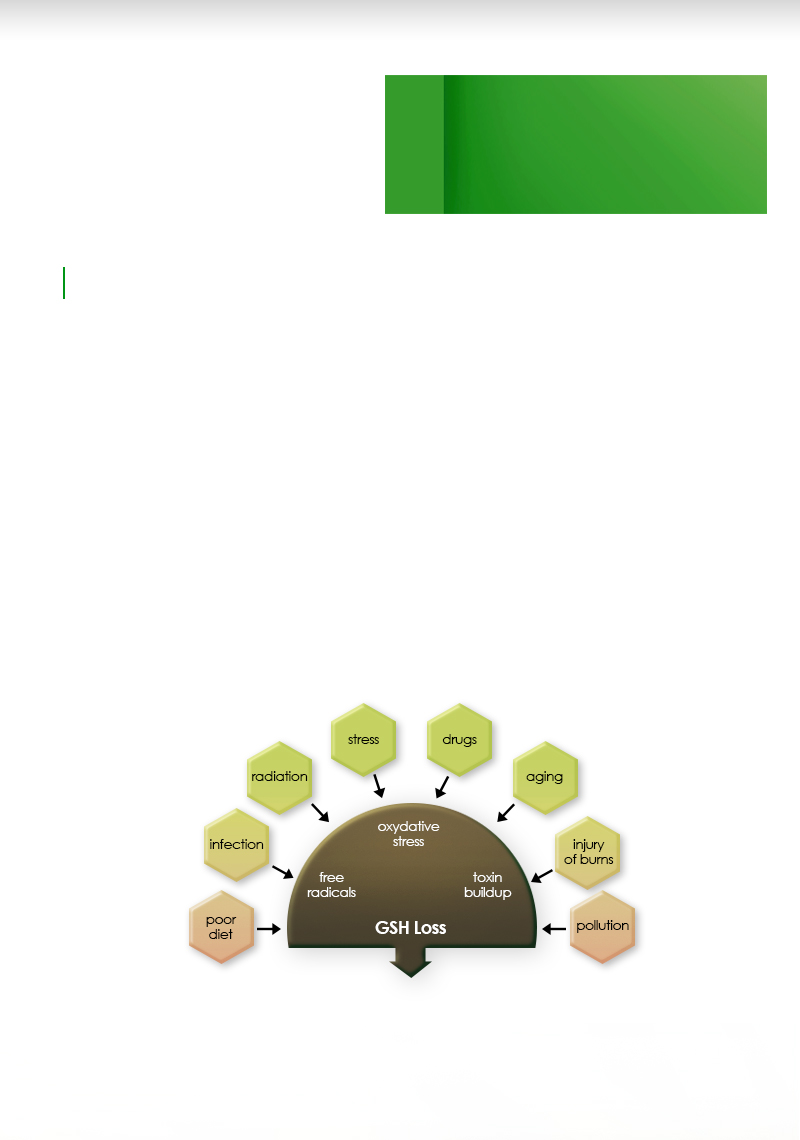 stress
drugs
radiation
aging
oxydative
stress
infection
injury
of burns
free
radicals
toxin
buildup
poor
diet
GSH Loss
pollution